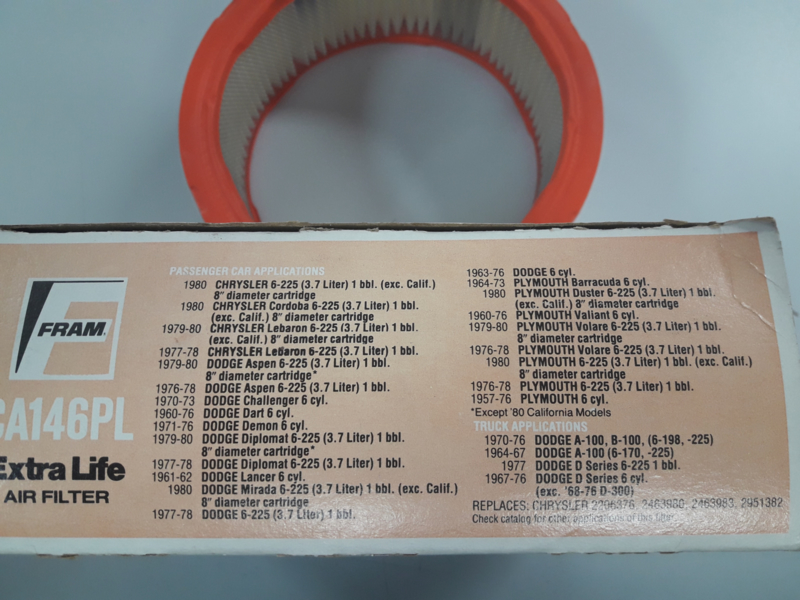 FRAM
CA146PL
Extra Life
AIR FILTER
PASSENGER CAR APPLICATIONS
1980 CHRYSLER 6-225 (3.7 Liter) 1 bbl. (exc. Calif.)
8" diameter cartridge
1980 CHRYSLER Cordoba 6-225 (3.7 Liter) 1 bbl.
(exc. Calif.) 8" diameter cartridge
1979-80 CHRYSLER Lebaron 6-225 (3.7 Liter) 1 bbl.
(exc. Calif.) 8" diameter cartridge
1977-78 CHRYSLER Lebaron 6-225 (3.7 Liter) 1 bbl.
1979-80 DODGE Aspen 6-225 (3.7 Liter) 1 bbl.
8" diameter cartridge*
1976-78 DODGE Aspen 6-225 (3.7 Liter) 1 bbl.
1970-73 DODGE Challenger 6 cyl.
1960-76 DODGE Dart 6 cyl.
1971-76 DODGE Demon 6 cyl.
1979-80 DODGE Diplomat 6-225 (3.7 Liter) 1 bbl.
8" diameter cartridge*
1977-78 DODGE Diplomat 6-225 (3.7 Liter) 1 bbl.
1961-62 DODGE Lancer 6 cyl.
1980 DODGE Mirada 6-225 (3.7 Liter) 1 bbl. (exc. Calif.)
8" diameter cartridge
1977-78 DODGE 6-225 (3.7 Liter) 1 bbl.
1963-76 DODGE 6 cyl.
1964-73 PLYMOUTH Barracuda 6 cyl.
1980 PLYMOUTH Duster 6-225 (3.7 Liter) 1 bbl.
(exc. Calif.) 8" diameter cartridge
1960-76 PLYMOUTH Valiant 6 cyl.
1979-80 PLYMOUTH Volare 6-225 (3.7 Liter) 1 bbl.
8" diameter cartridge
1976-78 PLYMOUTH Volare 6-225 (3.7 Liter) 1 bbl.
1980 PLYMOUTH 6-225 (3.7 Liter) 1 bbl. (exc. Calif.)
8" diameter cartridge
1976-78 PLYMOUTH 6-225 (3.7 Liter) 1 bbl.
1957-76 PLYMOUTH 6 cyl.
*Except '80 California Models
TRUCK APPLICATIONS
1970-76 DODGE A-100, B-100, (6-198, -225)
1964-67 DODGE A-100 (6-170, -225)
1977 DODGE D Series 6-225 1 bbl.
1967-76 DODGE D Series 6 cyl.
(exc. '68-76 D-300)
REPLACES: CHRYSLER 2463983, 2951382
Check catalog for other applications of this filter.